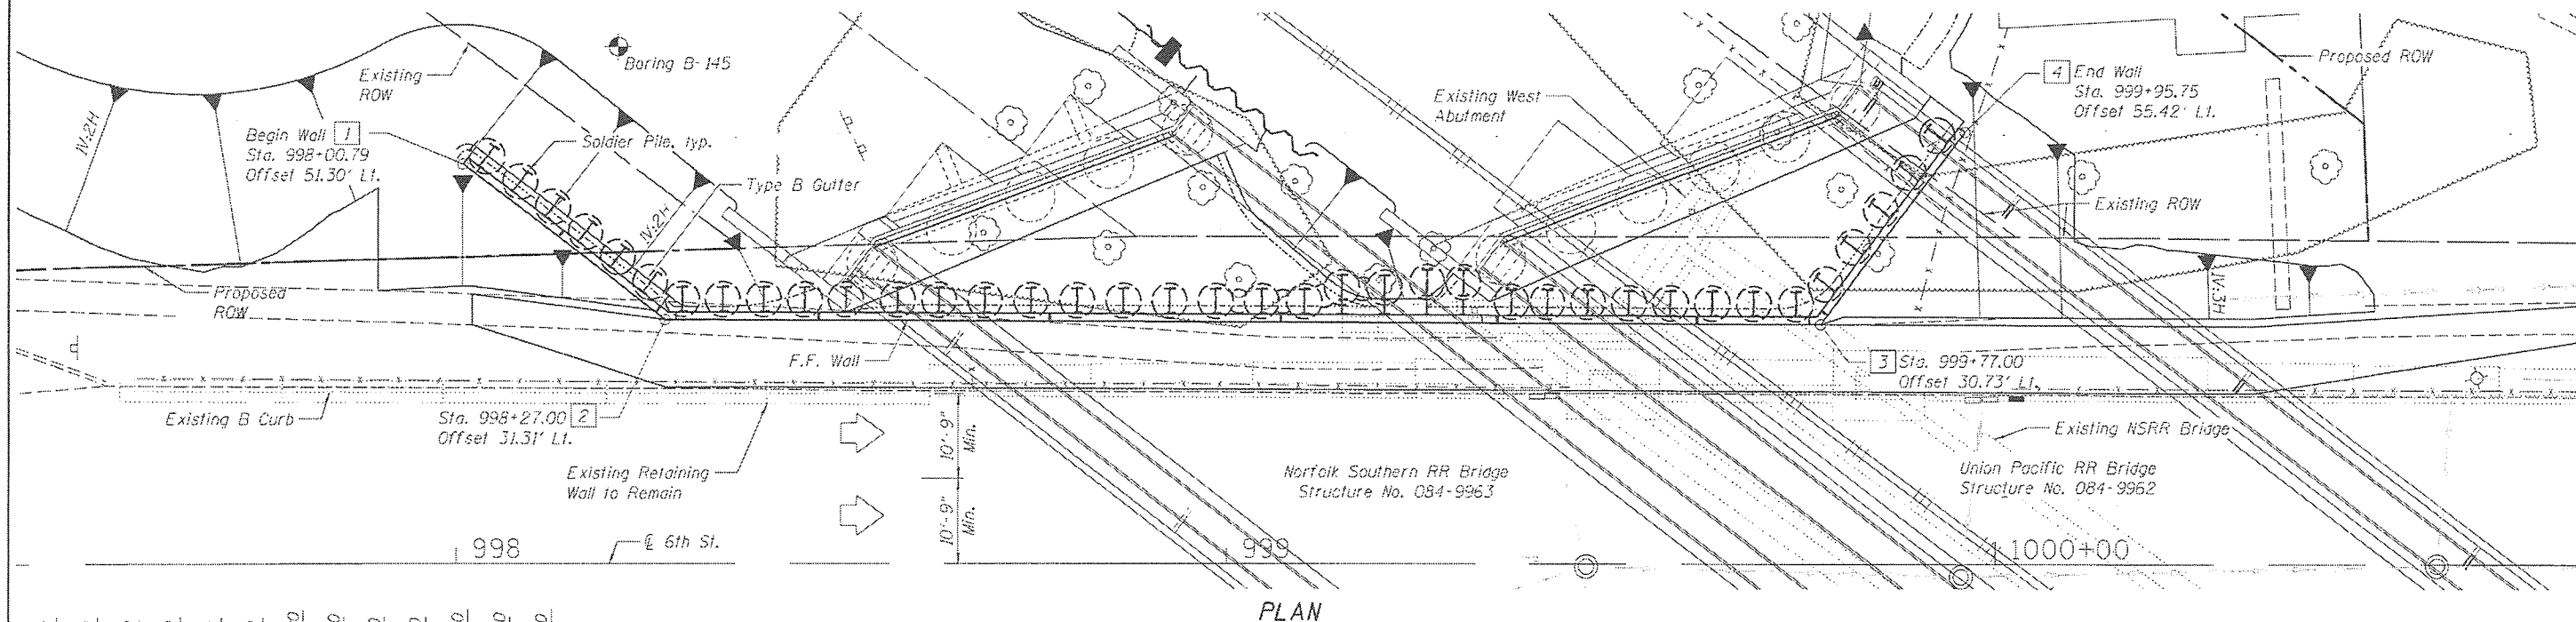 Existing
ROW
Boring B-145
Begin Wall 1
Sta. 998+00.79
Offset 51.30' Lt.
1V:2H
Soldier Pile, typ.
Type B Gutter
1V:2H
Existing West
Abutment
4 End Wall
Sta. 999+95.75
Offset 55.42' Lt.
Proposed ROW
Existing ROW
Proposed
ROW
1V:3H
F.F. Wall
3 Sta. 999+77.00
Offset 30.73' Lt.
Existing B Curb
Sta. 998+27.00 2
Offset 31.31' Lt.
Existing Retaining
Wall to Remain
10'-9"
Min.
10'-9"
Min.
Norfolk Southern RR Bridge
Structure No. 084-9963
Existing NSRR Bridge
Union Pacific RR Bridge
Structure No. 084-9962
998
℄ 6th St.
999
1000+00
PLAN